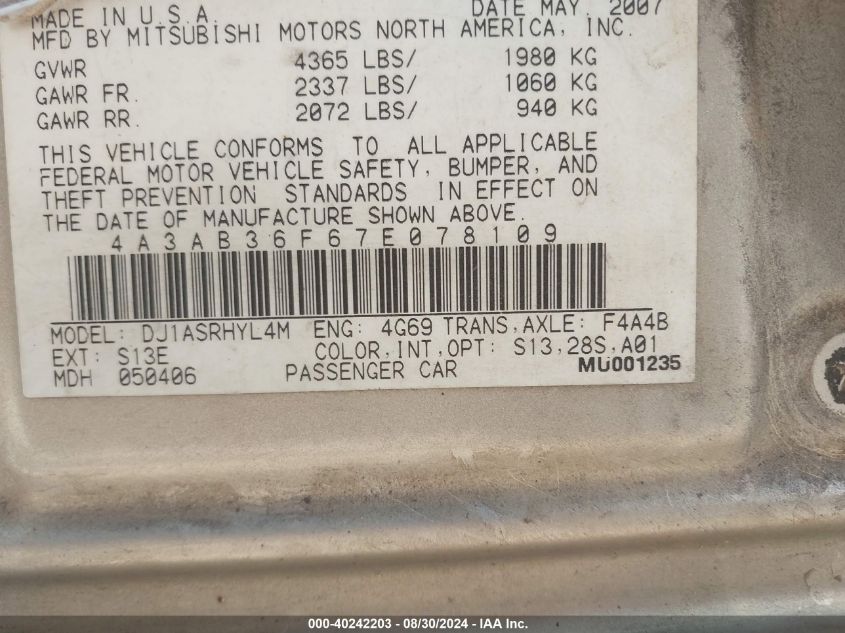 MADE IN U.S.A. DATE MAY. 2007
MFD BY MITSUBISHI MOTORS NORTH AMERICA, INC.
GVWR 4365 LBS/ 1980 KG
GAWR FR. 2337 LBS/ 1060 KG
GAWR RR. 2072 LBS/ 940 KG
THIS VEHICLE CONFORMS TO ALL APPLICABLE
FEDERAL MOTOR VEHICLE SAFETY, BUMPER, AND
THEFT PREVENTION STANDARDS IN EFFECT ON
THE DATE OF MANUFACTURE SHOWN ABOVE.
4A3AB36F67E078109
MODEL: DJ1ASRHYL4M ENG: 4G69 TRANS,AXLE: F4A4B
EXT: S13E COLOR,INT,OPT: S13,28S,A01
MDH 050406 PASSENGER CAR MU001235
000-40242203 - 08/30/2024 - IAA Inc.